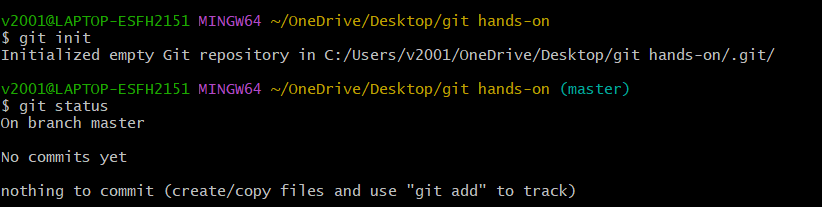 v2001@LAPTOP-ESFH2151 MINGW64 ~/OneDrive/Desktop/git hands-on
$ git init
Initialized empty Git repository in C:/Users/v2001/OneDrive/Desktop/git hands-on/.git/
v2001@LAPTOP-ESFH2151 MINGW64 ~/OneDrive/Desktop/git hands-on (master)
$ git status
On branch master
No commits yet
nothing to commit (create/copy files and use "git add" to track)